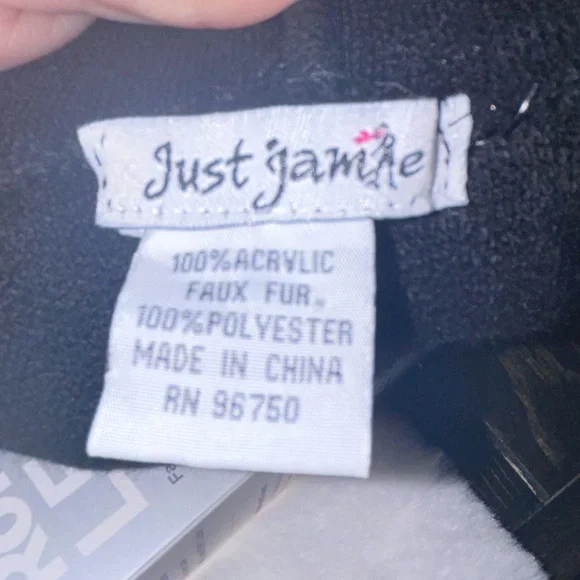 Just Jamie
100%ACRYLIC
FAUX FUR.
100%POLYESTER
MADE IN CHINA
RN 96750